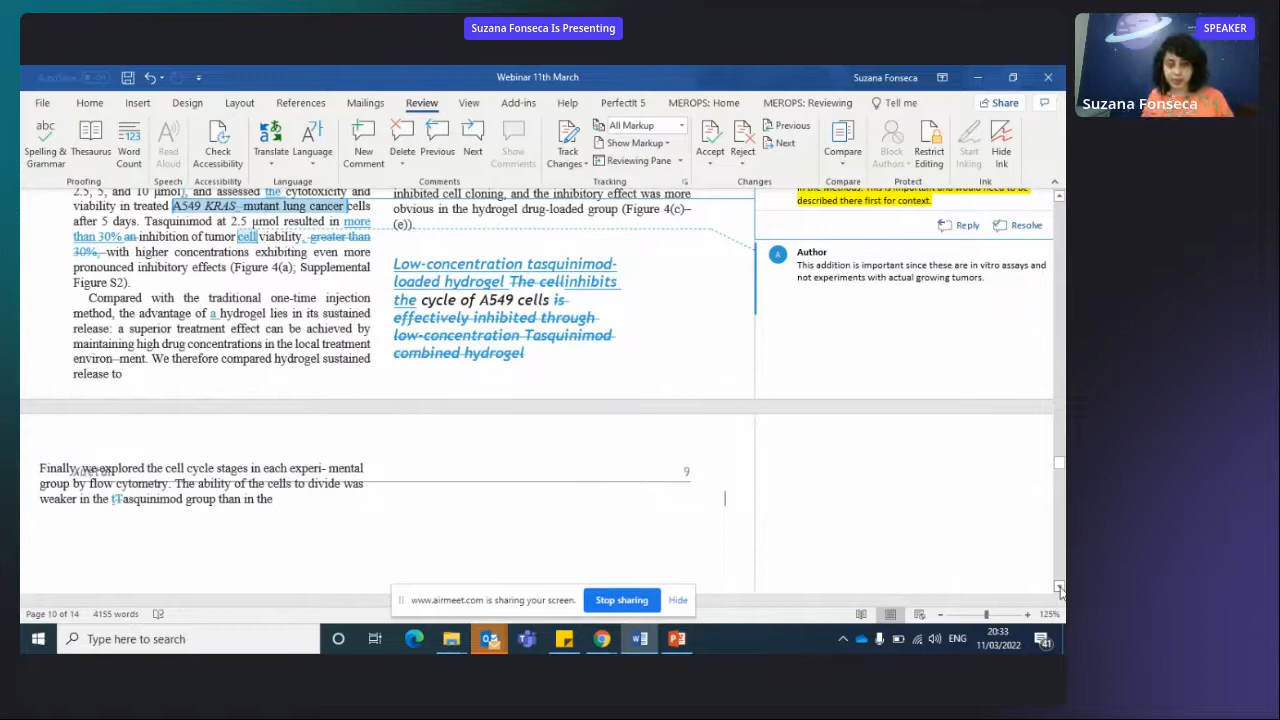 Suzana Fonseca Is Presenting
SPEAKER
Suzana Fonseca
AutoSave
Webinar 11th March
Suzana Fonseca
File Home Insert Design Layout References Mailings Review View Add-ins Help PerfectIt 5 MEROPS: Home MEROPS: Reviewing Tell me Share
Spelling & Grammar
Thesaurus
Word Count
Read Aloud
Check Accessibility
Translate
Language
New Comment
Delete
Previous
Next
Show Comments
Track Changes
All Markup
Show Markup
Reviewing Pane
Accept
Reject
Previous
Next
Compare
Block Authors
Restrict Editing
Start Inking
Hide Ink
Proofing Speech Accessibility Language Comments Tracking Changes Compare Protect Ink
2.5, 5, and 10 μmol), and assessed the cytotoxicity and
viability in treated A549 KRAS-mutant lung cancer cells
after 5 days. Tasquinimod at 2.5 μmol resulted in more
than 30% an inhibition of tumor cell viability, greater than
30%, with higher concentrations exhibiting even more
pronounced inhibitory effects (Figure 4(a); Supplemental
Figure S2).
Compared with the traditional one-time injection
method, the advantage of a hydrogel lies in its sustained
release: a superior treatment effect can be achieved by
maintaining high drug concentrations in the local treatment
environ-ment. We therefore compared hydrogel sustained
release to
inhibited cell cloning, and the inhibitory effect was more
obvious in the hydrogel drug-loaded group (Figure 4(c)–
(e)).
Low-concentration tasquinimod-
loaded hydrogel The cellinhibits
the cycle of A549 cells is
effectively inhibited through
low-concentration Tasquinimod
combined hydrogel
in the Methods. This is important and would need to be
described there first for context.
Reply Resolve
A
Author
This addition is important since these are in vitro assays and
not experiments with actual growing tumors.
9
Finally, we explored the cell cycle stages in each experi- mental
group by flow cytometry. The ability of the cells to divide was
weaker in the tTasquinimod group than in the
www.airmeet.com is sharing your screen. Stop sharing Hide
Page 10 of 14 4155 words 125%
Type here to search
ENG
20:33
11/03/2022
41